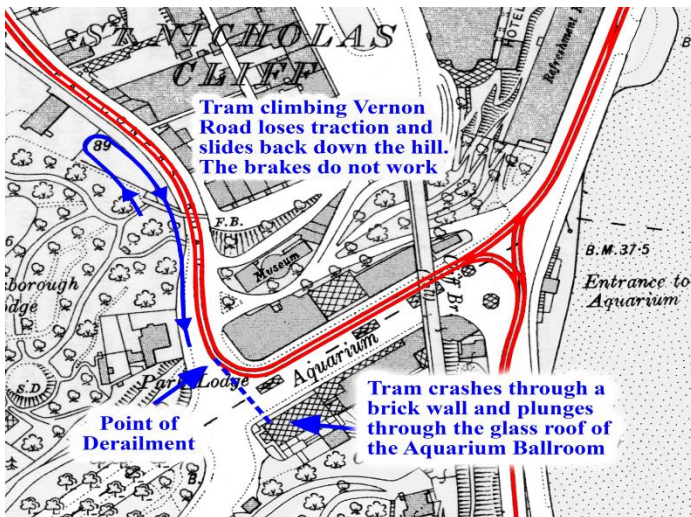 ST NICHOLAS
CLIFF
HOTEL
Refreshment
Tram climbing Vernon
Road loses traction and
slides back down the hill.
The brakes do not work
89
F.B.
Museum
B.M.37·5
Entrance to
Aquarium
Cliff Br
Aquarium
S.D
Park Lodge
Point of
Derailment
Tram crashes through a
brick wall and plunges
through the glass roof of
the Aquarium Ballroom
B.